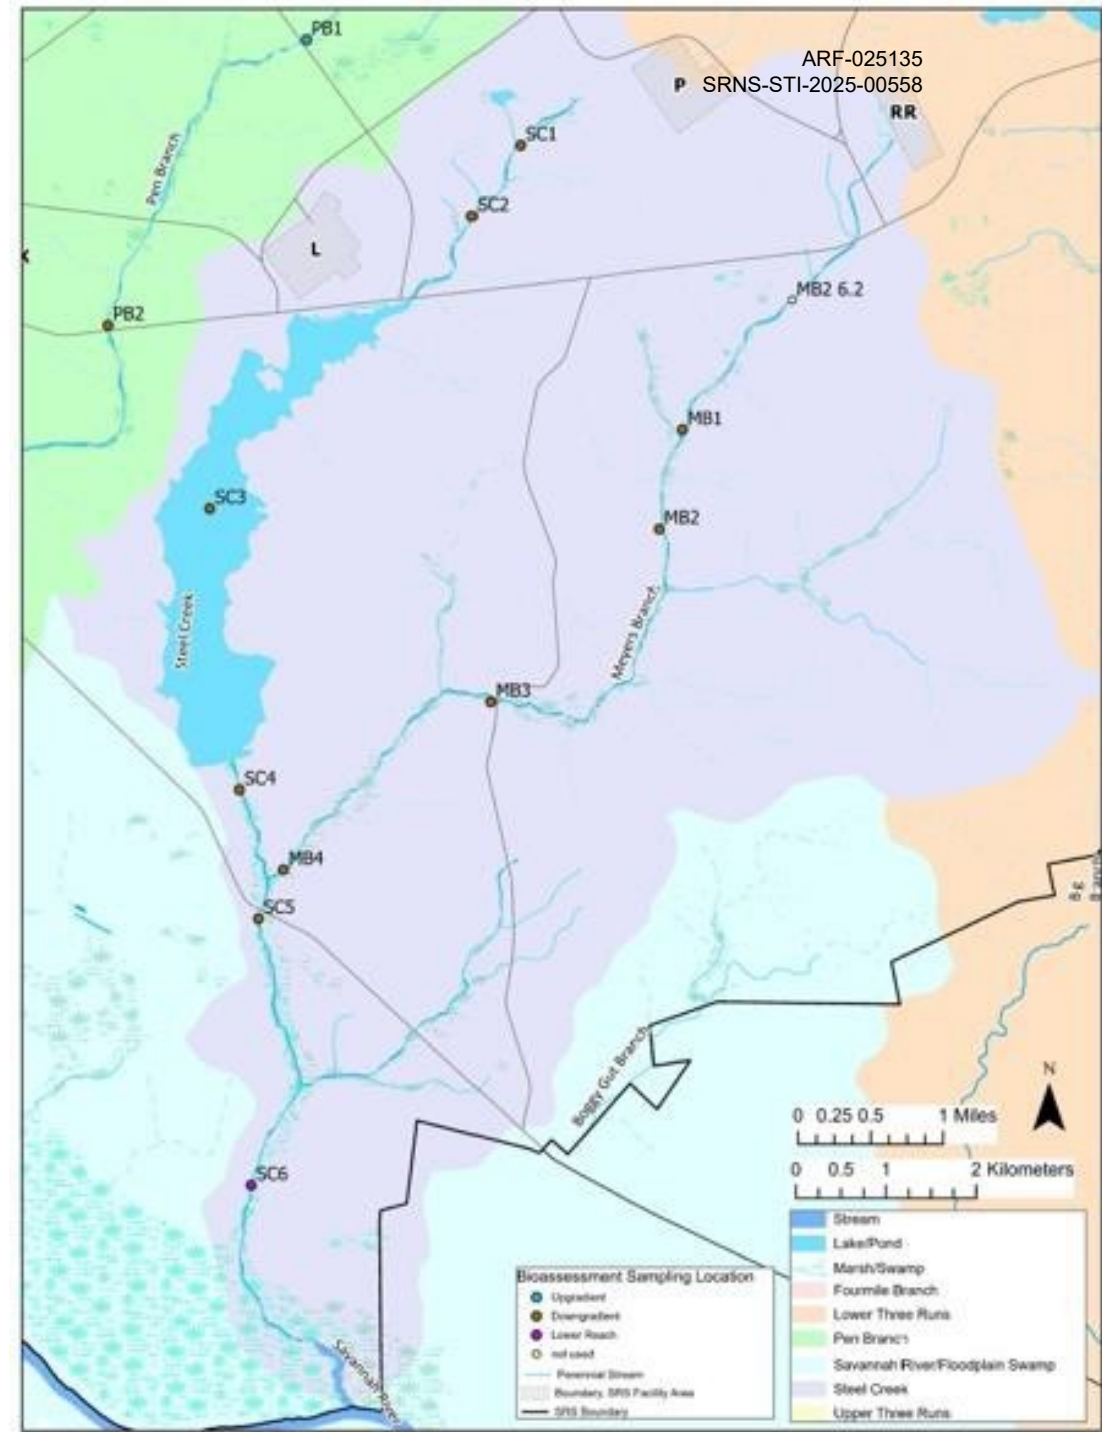 PB1
ARF-025135
SRNS-STI-2025-00558
P
RR
SC1
Pen Branch
SC2
L
K
MB2 6.2
PB2
MB1
SC3
MB2
Steel Creek
Meyers Branch
MB3
SC4
MB4
SC5
Boggy Gut Branch
N
0 0.25 0.5 1 Miles
0 0.5 1 2 Kilometers
SC6
Savannah River
Bioassessment Sampling Location
Upgradient
Downgradient
Lower Reach
not used
Perennial Stream
Boundary, SRS Facility Area
SRS Boundary
Stream
Lake/Pond
Marsh/Swamp
Fourmile Branch
Lower Three Runs
Pen Branch
Savannah River/Floodplain Swamp
Steel Creek
Upper Three Runs